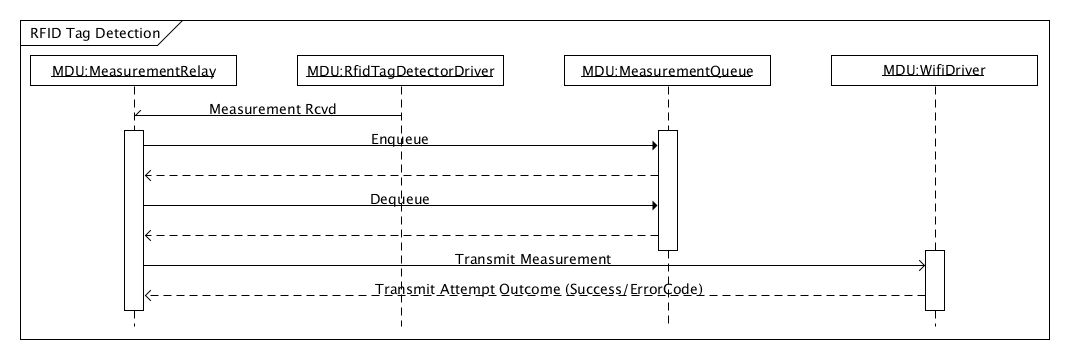 RFID Tag Detection
MDU:MeasurementRelay
MDU:RfidTagDetectorDriver
MDU:MeasurementQueue
MDU:WifiDriver
Measurement Rcvd
Enqueue
Dequeue
Transmit Measurement
Transmit Attempt Outcome (Success/ErrorCode)